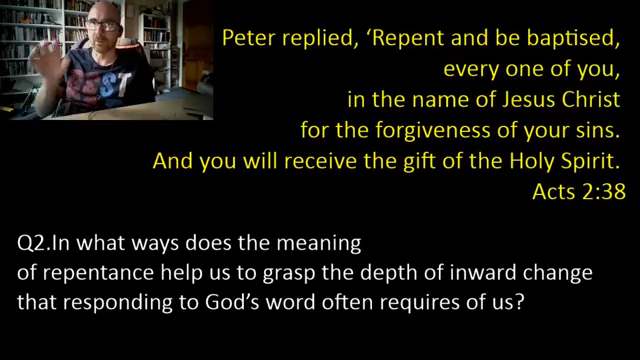 Peter replied, ‘Repent and be baptised,
every one of you,
in the name of Jesus Christ
for the forgiveness of your sins.
And you will receive the gift of the Holy Spirit.
Acts 2:38
Q2.In what ways does the meaning
of repentance help us to grasp the depth of inward change
that responding to God’s word often requires of us?